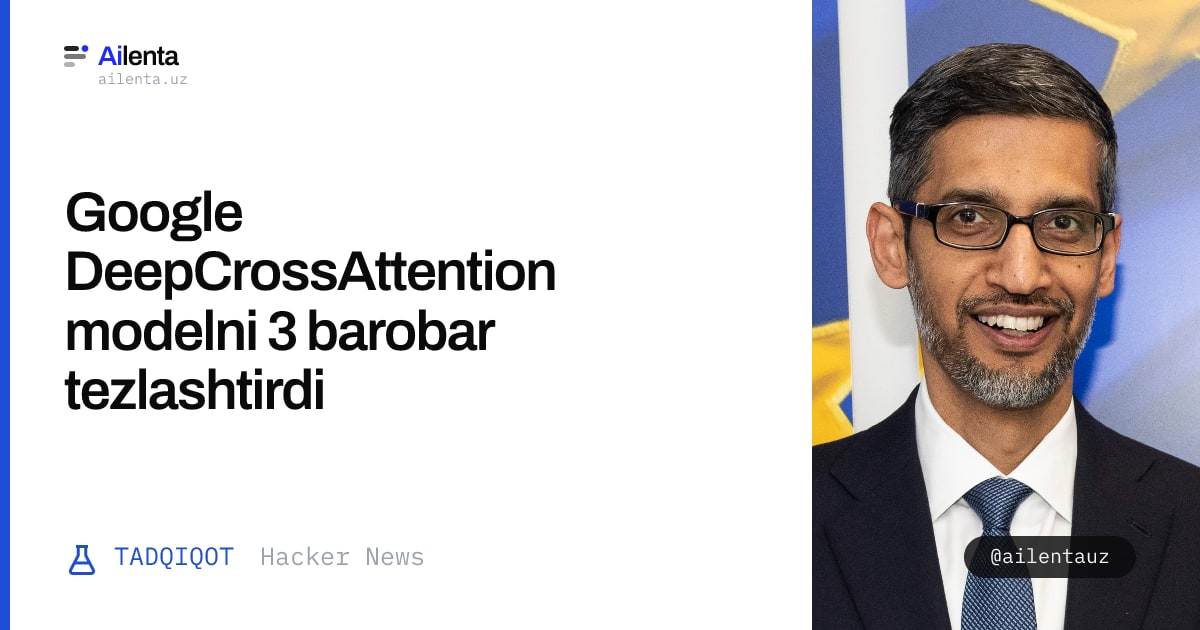 Ailenta
ailenta.uz
Google
DeepCrossAttention
modelni 3 barobar
tezlashtirdi
TADQIQOT Hacker News
@ailentauz